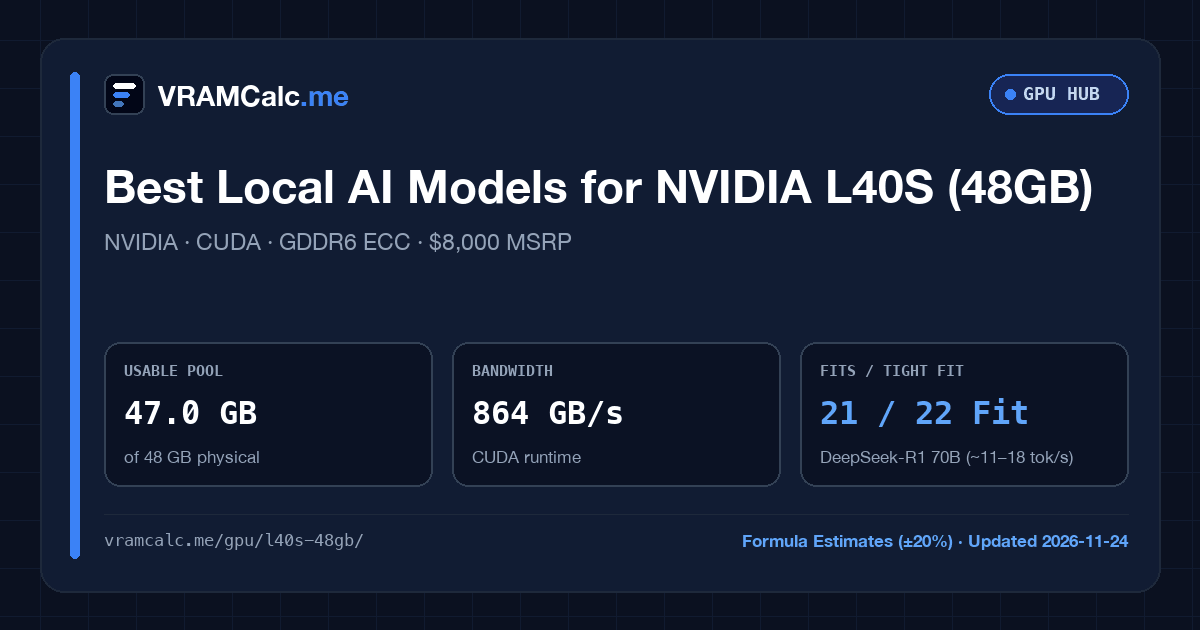 VRAMCalc.me
GPU HUB
Best Local AI Models for NVIDIA L40S (48GB)
NVIDIA · CUDA · GDDR6 ECC · $8,000 MSRP
USABLE POOL
47.0 GB
of 48 GB physical
BANDWIDTH
864 GB/s
CUDA runtime
FITS / TIGHT FIT
21 / 22 Fit
DeepSeek-R1 70B (~11–18 tok/s)
vramcalc.me/gpu/l40s-48gb/
Formula Estimates (±20%) · Updated 2026-11-24